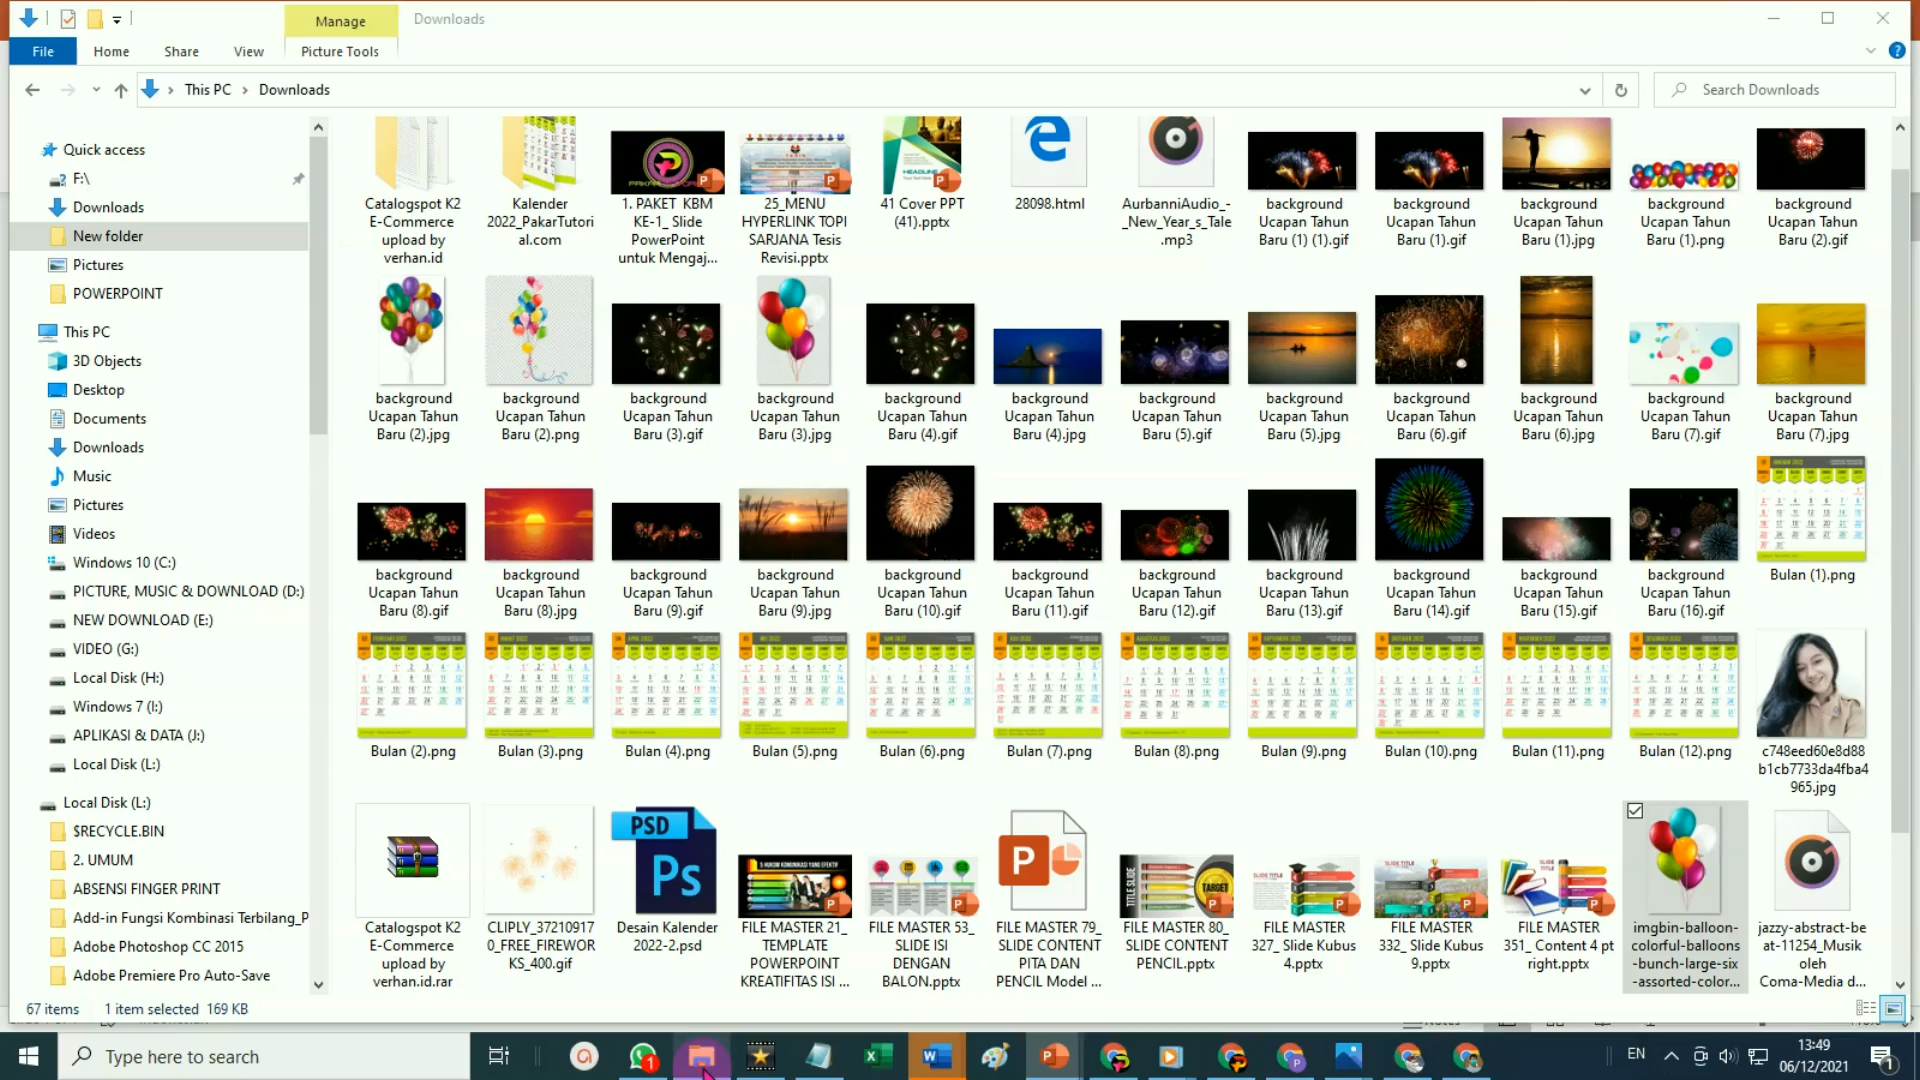 Manage
Downloads
File
Home
Share
View
Picture Tools
This PC
Downloads
Search Downloads
Quick access
F:\
Downloads
New folder
Pictures
POWERPOINT
This PC
3D Objects
Desktop
Documents
Downloads
Music
Pictures
Videos
Windows 10 (C:)
PICTURE, MUSIC & DOWNLOAD (D:)
NEW DOWNLOAD (E:)
VIDEO (G:)
Local Disk (H:)
Windows 7 (I:)
APLIKASI & DATA (J:)
Local Disk (L:)
Local Disk (L:)
$RECYCLE.BIN
2. UMUM
ABSENSI FINGER PRINT
Add-in Fungsi Kombinasi Terbilang_P
Adobe Photoshop CC 2015
Adobe Premiere Pro Auto-Save
Catalogspot K2
E-Commerce
upload by
verhan.id
Kalender
2022_PakarTutori
al.com
1. PAKET KBM
KE-1_ Slide
PowerPoint
untuk Mengaj...
25_MENU
HYPERLINK TOPI
SARJANA Tesis
Revisi.pptx
41 Cover PPT
(41).pptx
28098.html
AurbanniAudio_-
_New_Year_s_Tale
.mp3
background
Ucapan Tahun
Baru (1) (1).gif
background
Ucapan Tahun
Baru (1).gif
background
Ucapan Tahun
Baru (1).jpg
background
Ucapan Tahun
Baru (1).png
background
Ucapan Tahun
Baru (2).gif
background
Ucapan Tahun
Baru (2).jpg
background
Ucapan Tahun
Baru (2).png
background
Ucapan Tahun
Baru (3).gif
background
Ucapan Tahun
Baru (3).jpg
background
Ucapan Tahun
Baru (4).gif
background
Ucapan Tahun
Baru (4).jpg
background
Ucapan Tahun
Baru (5).gif
background
Ucapan Tahun
Baru (5).jpg
background
Ucapan Tahun
Baru (6).gif
background
Ucapan Tahun
Baru (6).jpg
background
Ucapan Tahun
Baru (7).gif
background
Ucapan Tahun
Baru (7).jpg
background
Ucapan Tahun
Baru (8).gif
background
Ucapan Tahun
Baru (8).jpg
background
Ucapan Tahun
Baru (9).gif
background
Ucapan Tahun
Baru (9).jpg
background
Ucapan Tahun
Baru (10).gif
background
Ucapan Tahun
Baru (11).gif
background
Ucapan Tahun
Baru (12).gif
background
Ucapan Tahun
Baru (13).gif
background
Ucapan Tahun
Baru (14).gif
background
Ucapan Tahun
Baru (15).gif
background
Ucapan Tahun
Baru (16).gif
Bulan (1).png
Bulan (2).png
Bulan (3).png
Bulan (4).png
Bulan (5).png
Bulan (6).png
Bulan (7).png
Bulan (8).png
Bulan (9).png
Bulan (10).png
Bulan (11).png
Bulan (12).png
c748eed60e8d88
b1cb7733da4fba4
965.jpg
Catalogspot K2
E-Commerce
upload by
verhan.id.rar
CLIPLY_37210917
0_FREE_FIREWOR
KS_400.gif
PSD
Ps
Desain Kalender
2022-2.psd
FILE MASTER 21_
TEMPLATE
POWERPOINT
KREATIFITAS ISI ...
FILE MASTER 53_
SLIDE ISI
DENGAN
BALON.pptx
FILE MASTER 79_
SLIDE CONTENT
PITA DAN
PENCIL Model ...
TITLE SLIDE
TARGET
FILE MASTER 80_
SLIDE CONTENT
PENCIL.pptx
SLIDE TITLE
FILE MASTER
327_ Slide Kubus
4.pptx
SLIDE TITLE
FILE MASTER
332_ Slide Kubus
9.pptx
FILE MASTER
351_ Content 4 pt
right.pptx
imgbin-balloon-
colorful-balloons
-bunch-large-six
-assorted-color...
jazzy-abstract-be
at-11254_Musik
oleh
Coma-Media d...
67 items
1 item selected 169 KB
Type here to search
EN
13:49
06/12/2021